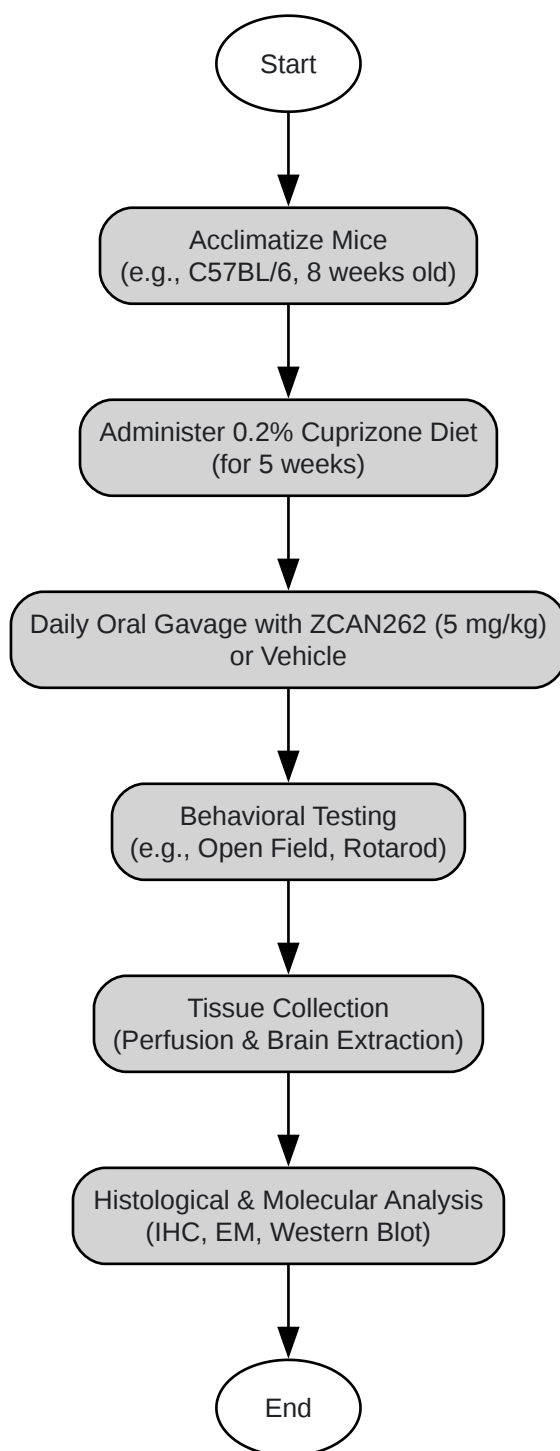 Start
Acclimatize Mice
(e.g., C57BL/6, 8 weeks old)
Administer 0.2% Cuprizone Diet
(for 5 weeks)
Daily Oral Gavage with ZCAN262 (5 mg/kg)
or Vehicle
Behavioral Testing
(e.g., Open Field, Rotarod)
Tissue Collection
(Perfusion & Brain Extraction)
Histological & Molecular Analysis
(IHC, EM, Western Blot)
End